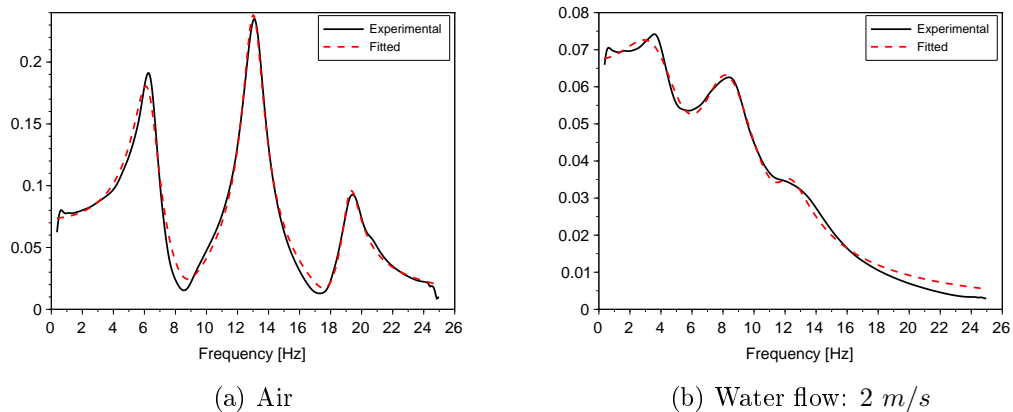 Experimental
Fitted
0.2
0.15
0.1
0.05
0
0 2 4 6 8 10 12 14 16 18 20 22 24 26
Frequency [Hz]
(a) Air
Experimental
Fitted
0.08
0.07
0.06
0.05
0.04
0.03
0.02
0.01
0
0 2 4 6 8 10 12 14 16 18 20 22 24 26
Frequency [Hz]
(b) Water flow: 2 m/s